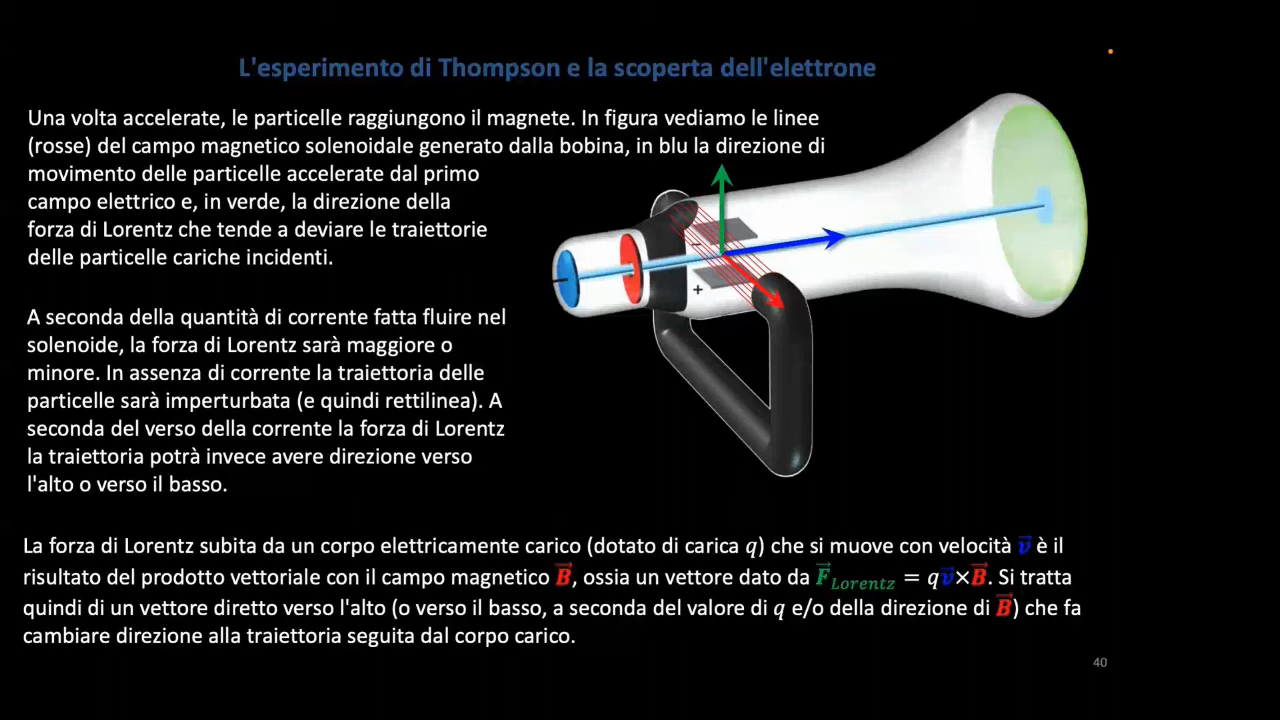 L'esperimento di Thompson e la scoperta dell'elettrone
Una volta accelerate, le particelle raggiungono il magnete. In figura vediamo le linee
(rosse) del campo magnetico solenoidale generato dalla bobina, in blu la direzione di
movimento delle particelle accelerate dal primo
campo elettrico e, in verde, la direzione della
forza di Lorentz che tende a deviare le traiettorie
delle particelle cariche incidenti.
−
+
A seconda della quantità di corrente fatta fluire nel
solenoide, la forza di Lorentz sarà maggiore o
minore. In assenza di corrente la traiettoria delle
particelle sarà imperturbata (e quindi rettilinea). A
seconda del verso della corrente la forza di Lorentz
la traiettoria potrà invece avere direzione verso
l'alto o verso il basso.
La forza di Lorentz subita da un corpo elettricamente carico (dotato di carica q) che si muove con velocità v⃗ è il
risultato del prodotto vettoriale con il campo magnetico B⃗, ossia un vettore dato da F⃗_Lorentz = qv⃗×B⃗. Si tratta
quindi di un vettore diretto verso l'alto (o verso il basso, a seconda del valore di q e/o della direzione di B⃗) che fa
cambiare direzione alla traiettoria seguita dal corpo carico.
40